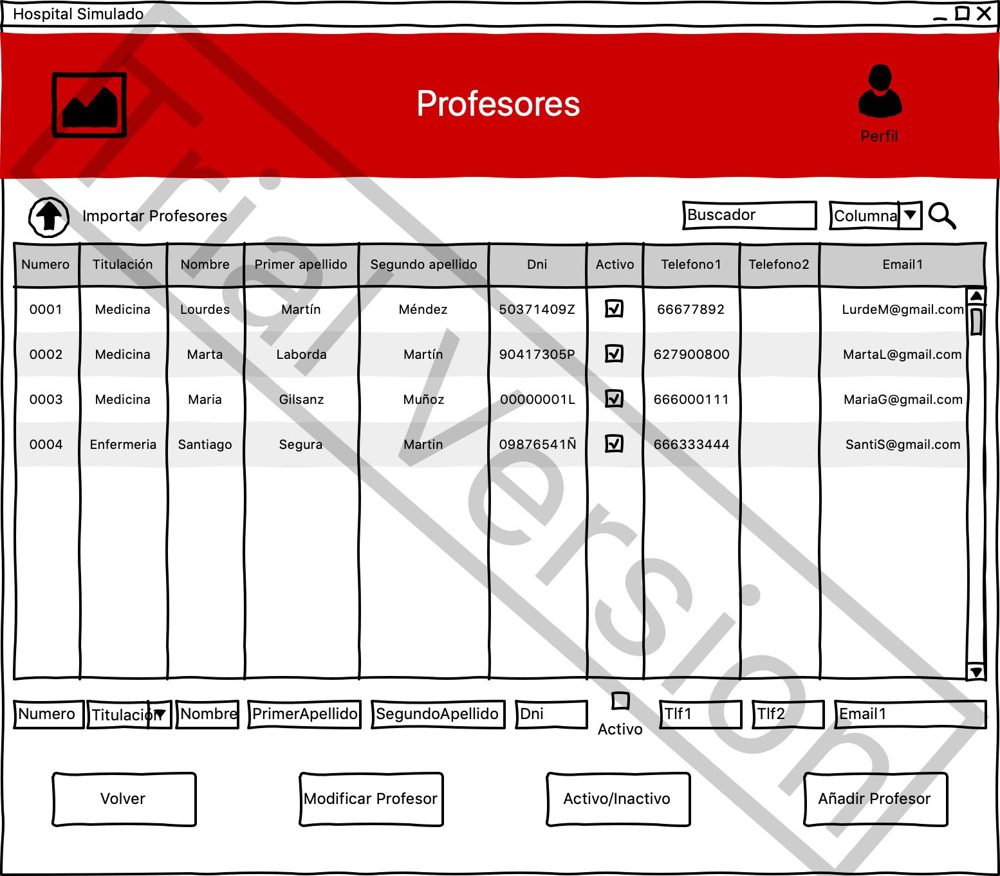 Hospital Simulado
Profesores
Perfil
Importar Profesores
Buscador
Columna
Numero Titulación Nombre Primer apellido Segundo apellido Dni Activo Telefono1 Telefono2 Email1
0001 Medicina Lourdes Martín Méndez 50371409Z 66677892 LurdeM@gmail.com
0002 Medicina Marta Laborda Martín 90417305P 627900800 MartaL@gmail.com
0003 Medicina Maria Gilsanz Muñoz 00000001L 666000111 MariaG@gmail.com
0004 Enfermeria Santiago Segura Martin 09876541Ñ 666333444 SantiS@gmail.com
Numero Titulación Nombre PrimerApellido SegundoApellido Dni Tlf1 Tlf2 Email1
Activo
Volver Modificar Profesor Activo/Inactivo Añadir Profesor
Trial Version